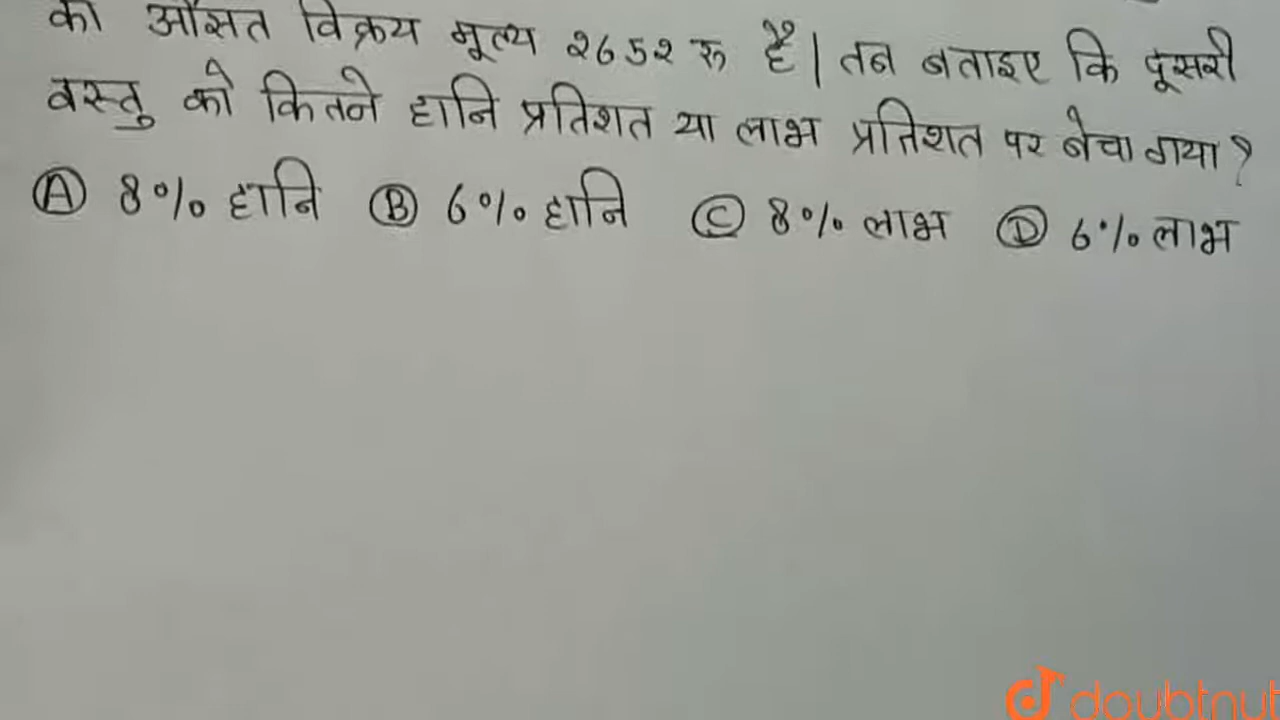 का औसत विक्रय मूल्य 2652 रू है। तब बताइए कि दूसरी
वस्तु को कितने हानि प्रतिशत या लाभ प्रतिशत पर बेचा गया?
Ⓐ 8% हानि Ⓑ 6% हानि Ⓒ 8% लाभ Ⓓ 6% लाभ
doubtnut